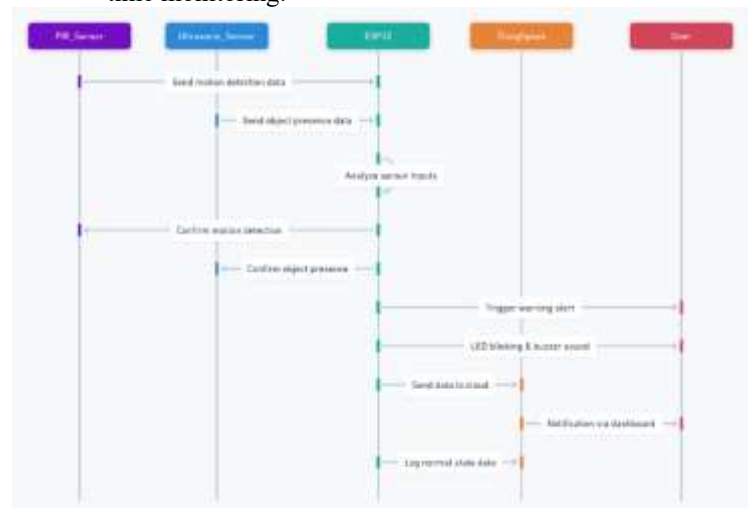 time monitoring.
PIR_Sensor Ultrasonic_Sensor ESP32 ThingSpeak User
Send motion detection data
Send object presence data
Analyze sensor inputs
Confirm motion detection
Confirm object presence
Trigger warning alert
LED blinking & buzzer sound
Send data to cloud
Notification via dashboard
Log normal state data